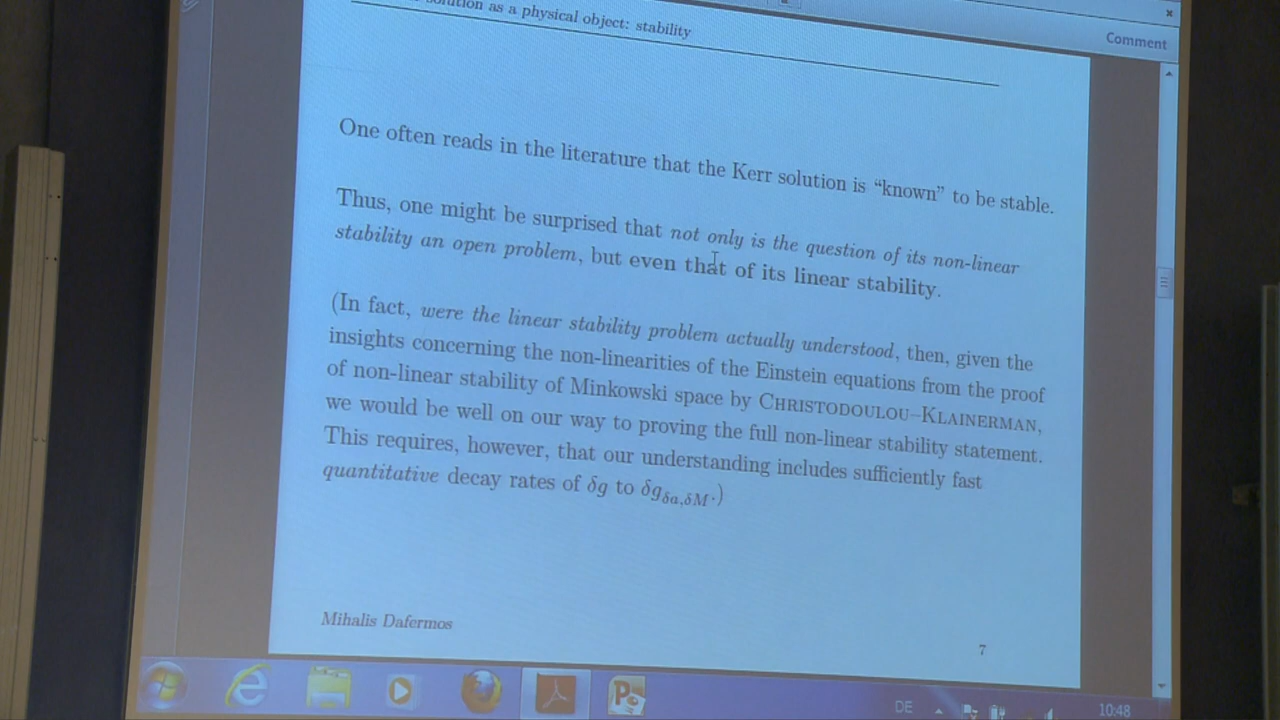 solution as a physical object: stability
Comment
One often reads in the literature that the Kerr solution is “known” to be stable.
Thus, one might be surprised that not only is the question of its non-linear
stability an open problem, but even that of its linear stability.
(In fact, were the linear stability problem actually understood, then, given the
insights concerning the non-linearities of the Einstein equations from the proof
of non-linear stability of Minkowski space by CHRISTODOULOU–KLAINERMAN,
we would be well on our way to proving the full non-linear stability statement.
This requires, however, that our understanding includes sufficiently fast
quantitative decay rates of δg to δg_{δa,δM}.)
Mihalis Dafermos
7
DE
10:48